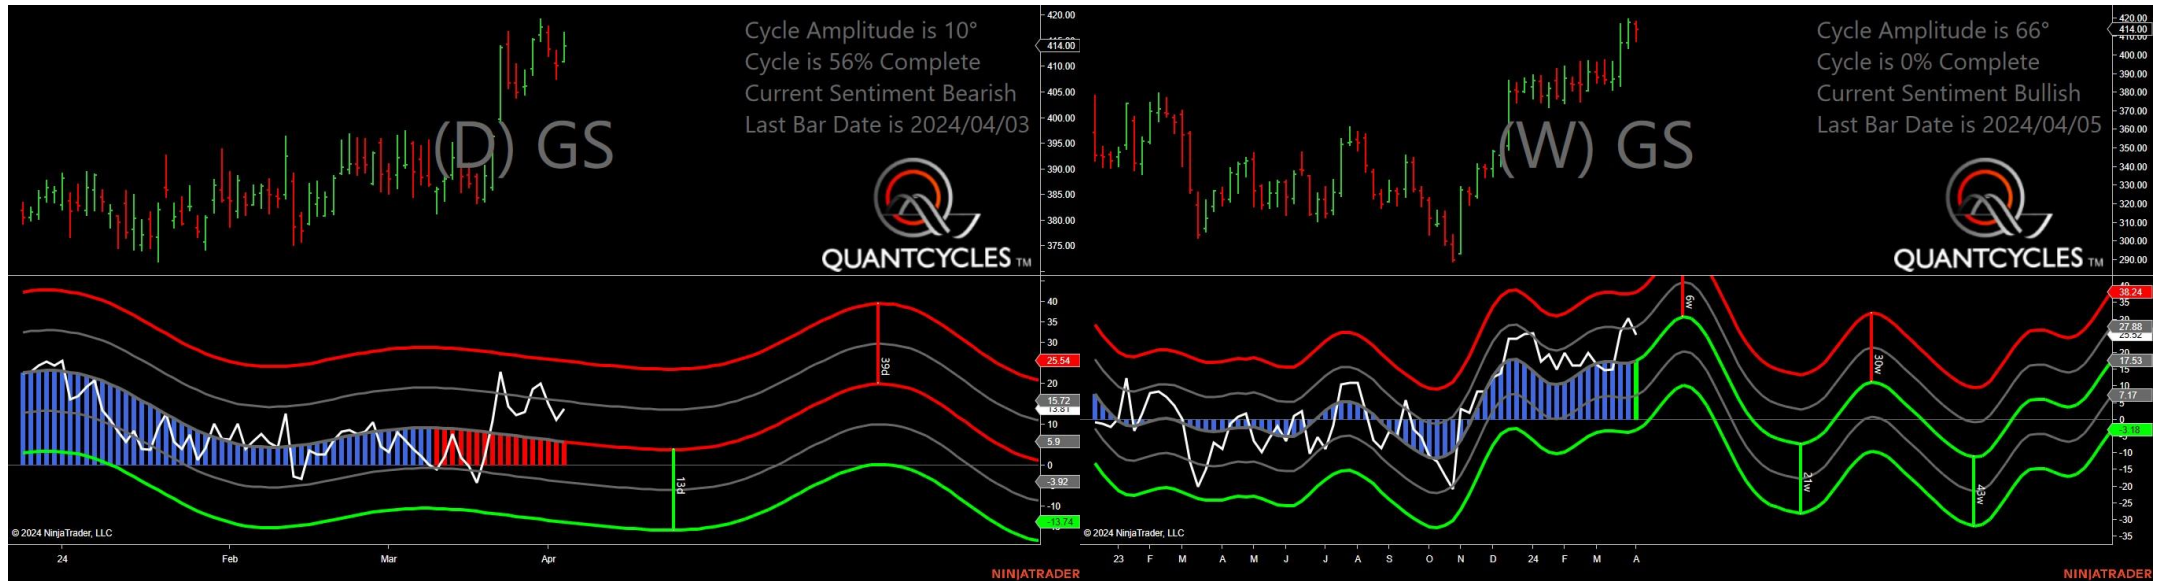 Cycle Amplitude is 10°
Cycle is 56% Complete
Current Sentiment Bearish
Last Bar Date is 2024/04/03
(D) GS
QUANTCYCLES TM
420.00
414.00
410.00
405.00
400.00
395.00
390.00
385.00
380.00
375.00
40
35
30
25.54
20
15.72
13.81
10
5.9
0
-3.92
-10
-13.74
39d
13d
© 2024 NinjaTrader, LLC
24 Feb Mar Apr
NINJATRADER
Cycle Amplitude is 66°
Cycle is 0% Complete
Current Sentiment Bullish
Last Bar Date is 2024/04/05
(W) GS
QUANTCYCLES TM
420.00
414.00
400.00
390.00
380.00
370.00
360.00
350.00
340.00
330.00
320.00
310.00
300.00
290.00
38.24
35
27.88
20
17.53
10
7.17
0
-3.18
-10
-15
-20
-25
-30
-35
6w
21w
30w
43w
© 2024 NinjaTrader, LLC
23 F M A M J J A S O N D 24 F M A
NINJATRADER